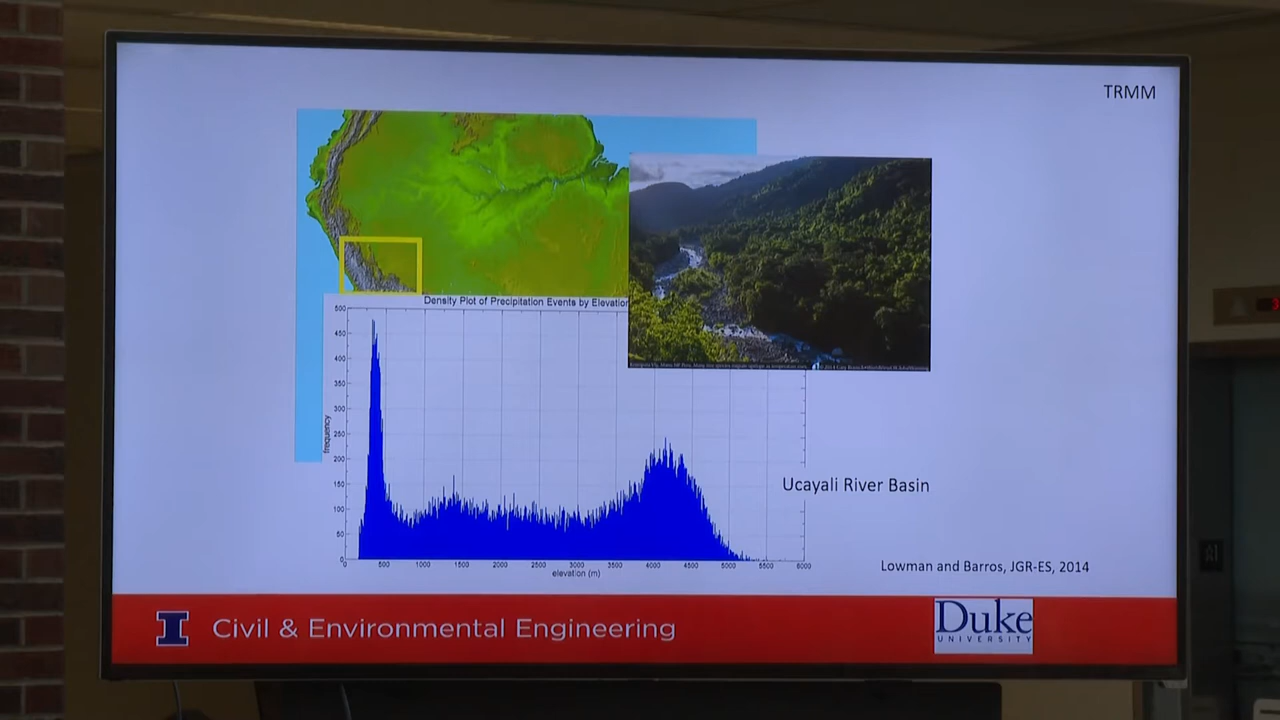 TRMM
Density Plot of Precipitation Events by Elevation
500
450
400
350
300
250
200
150
100
50
0
frequency
0 500 1000 1500 2000 2500 3000 3500 4000 4500 5000 5500 6000
elevation (m)
Ucayali River Basin
Lowman and Barros, JGR-ES, 2014
I Civil & Environmental Engineering
Duke
UNIVERSITY